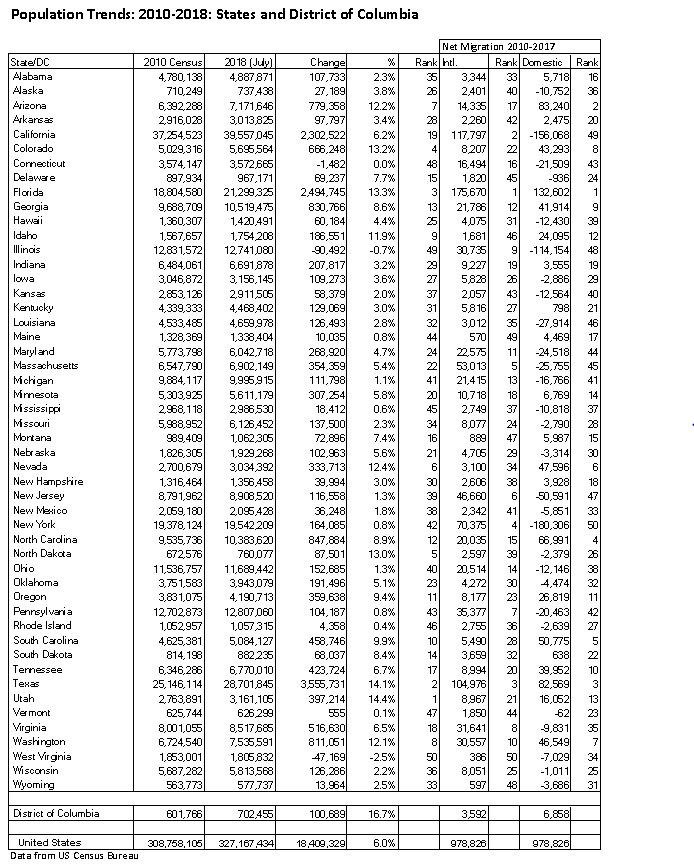 Population Trends: 2010-2018: States and District of Columbia
Net Migration 2010-2017
State/DC 2010 Census 2018 (July) Change % Rank Intl. Rank Domestic Rank
Alabama 4,780,138 4,887,871 107,733 2.3% 35 3,344 33 5,718 16
Alaska 710,249 737,438 27,189 3.8% 26 2,401 40 -10,752 36
Arizona 6,392,288 7,171,646 779,358 12.2% 7 14,335 17 83,240 2
Arkansas 2,916,028 3,013,825 97,797 3.4% 28 2,260 42 2,475 20
California 37,254,523 39,557,045 2,302,522 6.2% 19 117,797 2 -156,068 49
Colorado 5,029,316 5,695,564 666,248 13.2% 4 8,207 22 43,293 8
Connecticut 3,574,147 3,572,665 -1,482 0.0% 48 16,494 16 -21,509 43
Delaware 897,934 967,171 69,237 7.7% 15 1,820 45 -936 24
Florida 18,804,580 21,299,325 2,494,745 13.3% 3 175,670 1 132,602 1
Georgia 9,688,709 10,519,475 830,766 8.6% 13 21,786 12 41,914 9
Hawaii 1,360,307 1,420,491 60,184 4.4% 25 4,075 31 -12,430 39
Idaho 1,567,657 1,754,208 186,551 11.9% 9 1,681 46 24,095 12
Illinois 12,831,572 12,741,080 -90,492 -0.7% 49 30,735 9 -114,154 48
Indiana 6,484,061 6,691,878 207,817 3.2% 29 9,227 19 3,555 19
Iowa 3,046,872 3,156,145 109,273 3.6% 27 5,828 26 -2,886 29
Kansas 2,853,126 2,911,505 58,379 2.0% 37 2,057 43 -12,564 40
Kentucky 4,339,333 4,468,402 129,069 3.0% 31 5,816 27 798 21
Louisiana 4,533,485 4,659,978 126,493 2.8% 32 3,012 35 -27,914 46
Maine 1,328,369 1,338,404 10,035 0.8% 44 570 49 4,469 17
Maryland 5,773,798 6,042,718 268,920 4.7% 24 22,575 11 -24,518 44
Massachusetts 6,547,790 6,902,149 354,359 5.4% 22 53,013 5 -25,755 45
Michigan 9,884,117 9,995,915 111,798 1.1% 41 21,415 13 -16,766 41
Minnesota 5,303,925 5,611,179 307,254 5.8% 20 10,718 18 6,769 14
Mississippi 2,968,118 2,986,530 18,412 0.6% 45 2,749 37 -10,818 37
Missouri 5,988,952 6,126,452 137,500 2.3% 34 8,077 24 -2,790 28
Montana 989,409 1,062,305 72,896 7.4% 16 889 47 5,987 15
Nebraska 1,826,305 1,929,268 102,963 5.6% 21 4,705 29 -3,314 30
Nevada 2,700,679 3,034,392 333,713 12.4% 6 3,100 34 47,596 6
New Hampshire 1,316,464 1,356,458 39,994 3.0% 30 2,606 38 3,928 18
New Jersey 8,791,962 8,908,520 116,558 1.3% 39 46,660 6 -50,591 47
New Mexico 2,059,180 2,095,428 36,248 1.8% 38 2,342 41 -5,851 33
New York 19,378,124 19,542,209 164,085 0.8% 42 70,375 4 -180,306 50
North Carolina 9,535,736 10,383,620 847,884 8.9% 12 20,035 15 66,991 4
North Dakota 672,576 760,077 87,501 13.0% 5 2,597 39 -2,379 26
Ohio 11,536,757 11,689,442 152,685 1.3% 40 20,514 14 -12,146 38
Oklahoma 3,751,583 3,943,079 191,496 5.1% 23 4,272 30 -4,474 32
Oregon 3,831,075 4,190,713 359,638 9.4% 11 8,177 23 26,819 11
Pennsylvania 12,702,873 12,807,060 104,187 0.8% 43 35,377 7 -20,463 42
Rhode Island 1,052,957 1,057,315 4,358 0.4% 46 2,755 36 -2,639 27
South Carolina 4,625,381 5,084,127 458,746 9.9% 10 5,490 28 50,775 5
South Dakota 814,198 882,235 68,037 8.4% 14 3,659 32 638 22
Tennessee 6,346,286 6,770,010 423,724 6.7% 17 8,994 20 39,952 10
Texas 25,146,114 28,701,845 3,555,731 14.1% 2 104,976 3 82,569 3
Utah 2,763,891 3,161,105 397,214 14.4% 1 8,967 21 16,052 13
Vermont 625,744 626,299 555 0.1% 47 1,850 44 -62 23
Virginia 8,001,055 8,517,685 516,630 6.5% 18 31,641 8 -9,831 35
Washington 6,724,540 7,535,591 811,051 12.1% 8 30,557 10 46,549 7
West Virginia 1,853,001 1,805,832 -47,169 -2.5% 50 386 50 -7,029 34
Wisconsin 5,687,282 5,813,568 126,286 2.2% 36 8,051 25 -1,011 25
Wyoming 563,773 577,737 13,964 2.5% 33 597 48 -3,686 31
District of Columbia 601,766 702,455 100,689 16.7% 3,592 6,858
United States 308,758,105 327,167,434 18,409,329 6.0% 978,826 978,826
Data from US Census Bureau